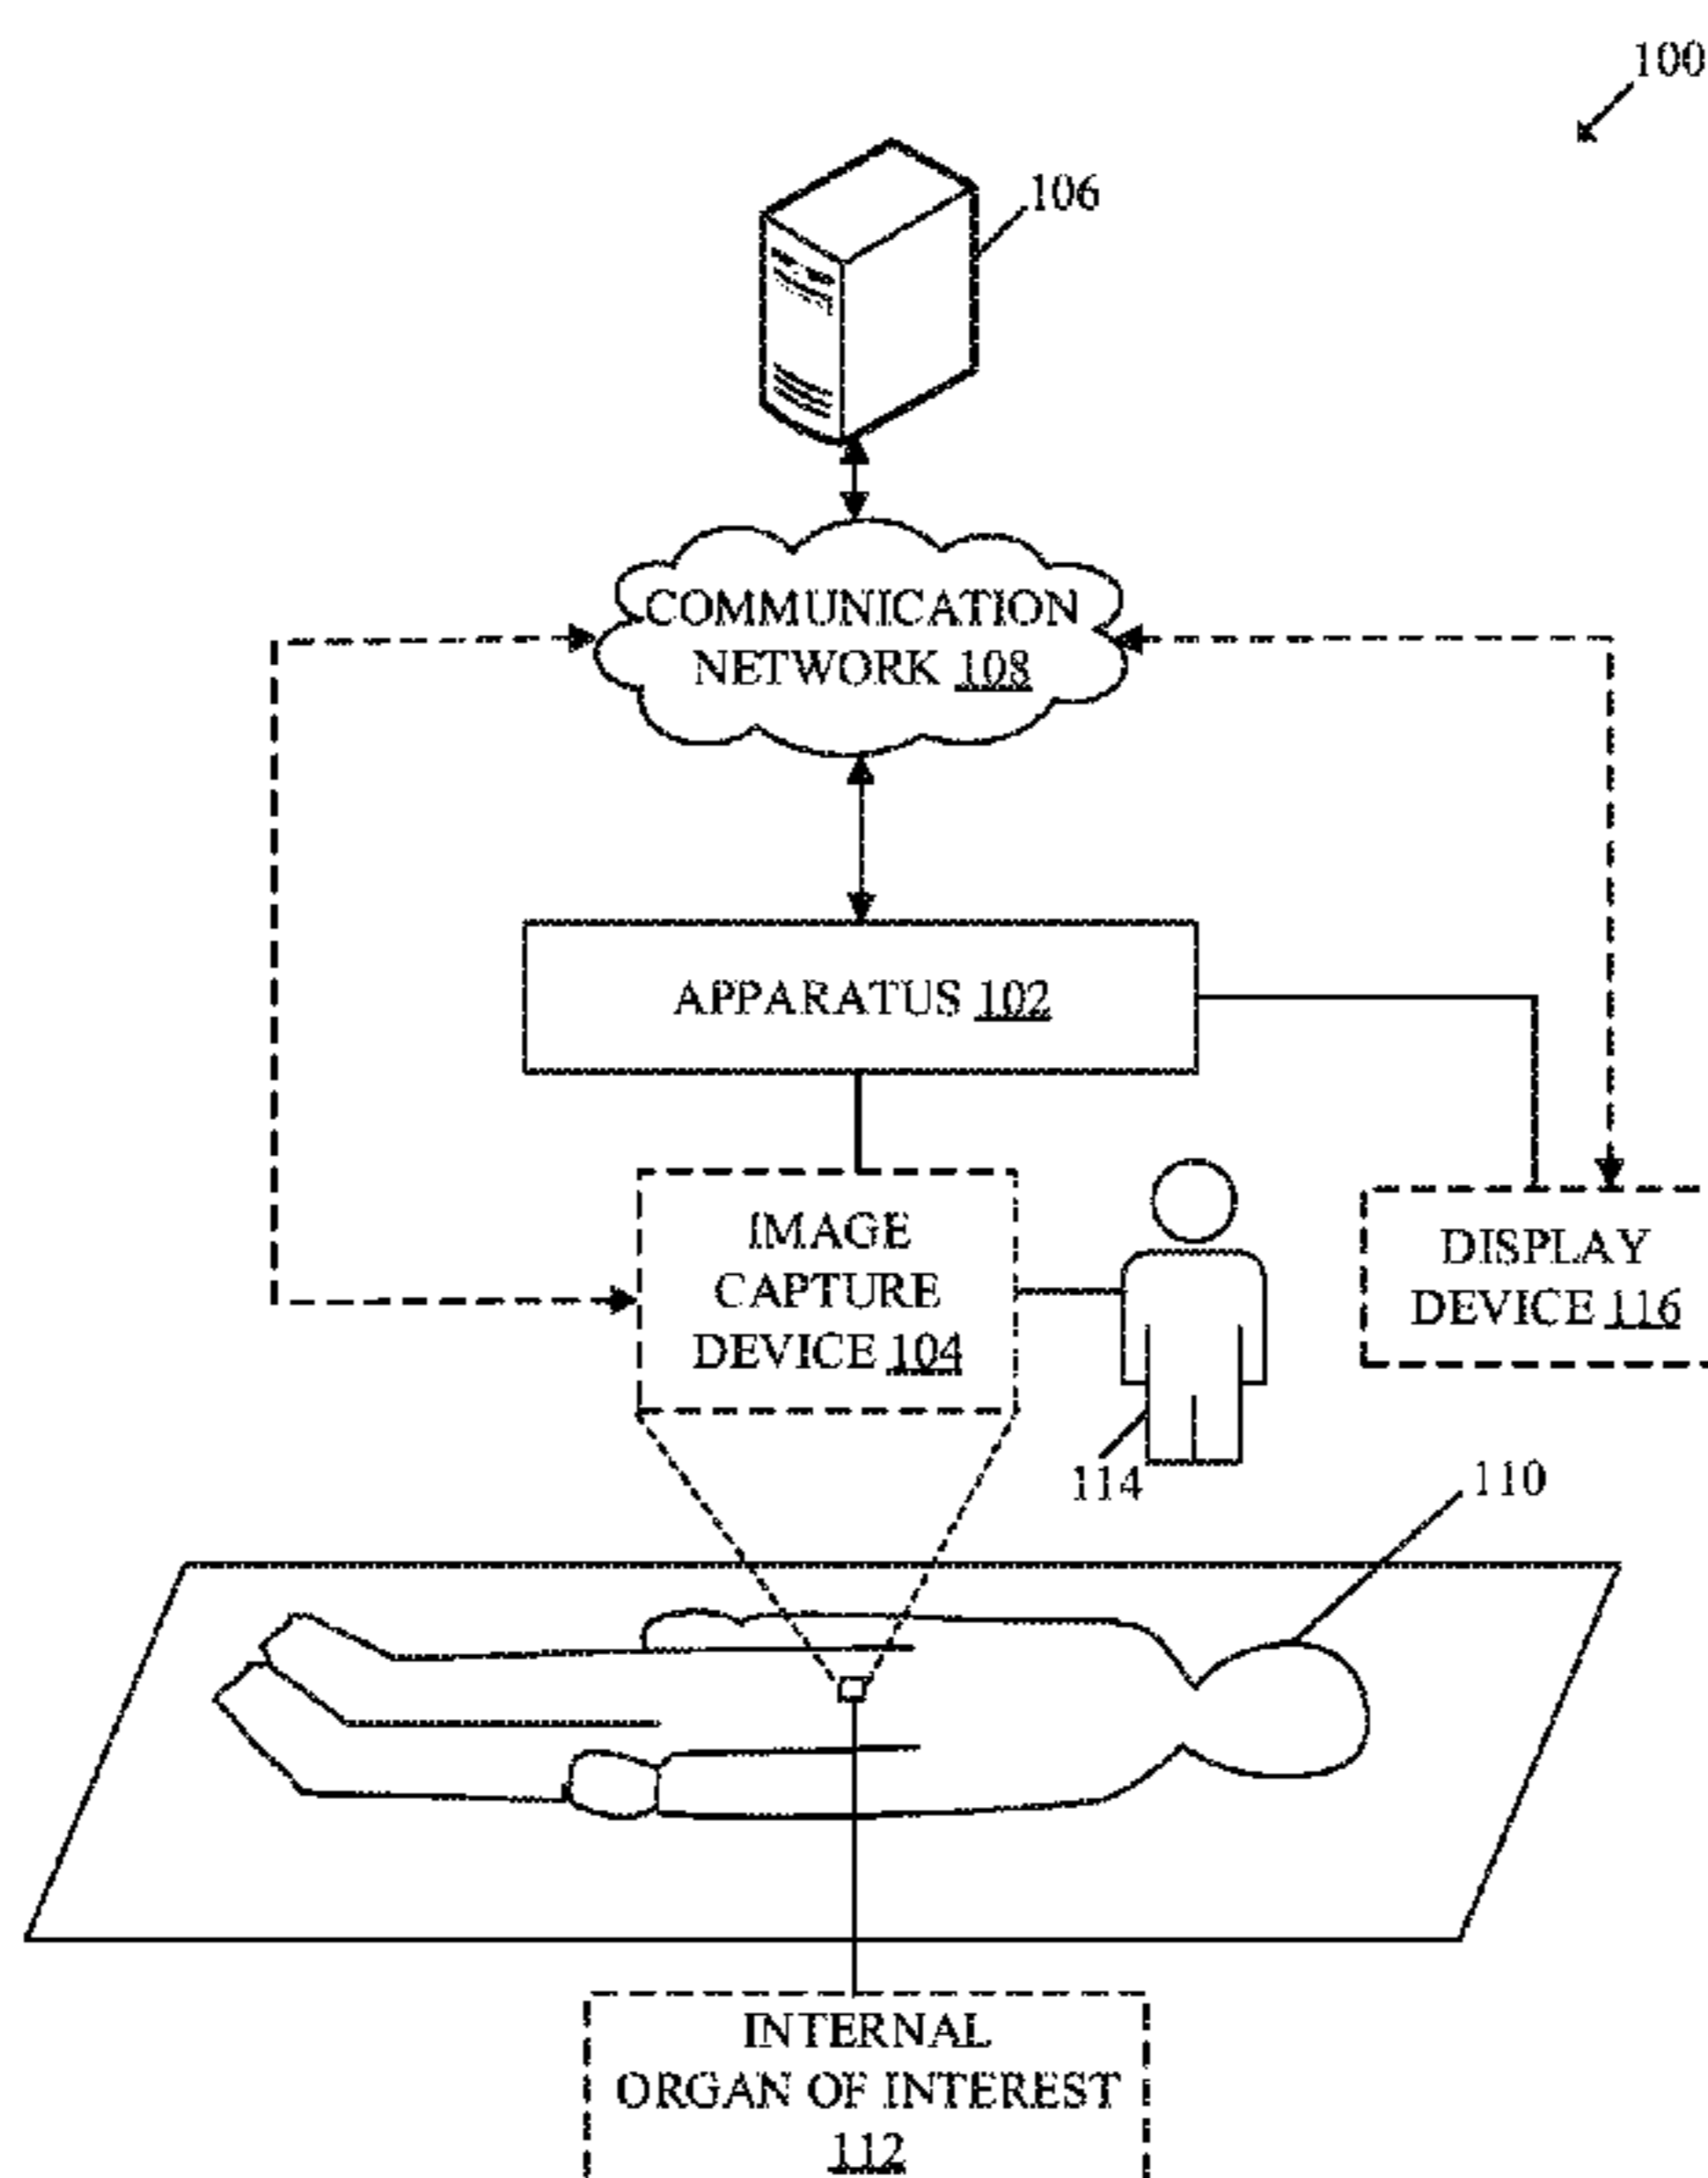 100
106
COMMUNICATION
NETWORK 108
APPARATUS 102
IMAGE
CAPTURE
DEVICE 104
DISPLAY
DEVICE 116
114
110
INTERNAL
ORGAN OF INTEREST
112